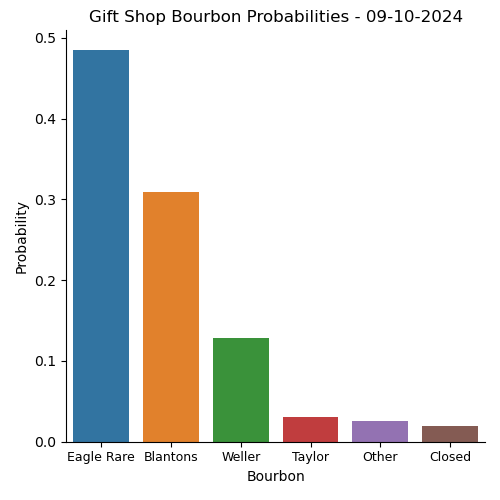 Gift Shop Bourbon Probabilities - 09-10-2024
0.5
0.4
0.3
0.2
0.1
0.0
Probability
Eagle Rare Blantons Weller Taylor Other Closed
Bourbon